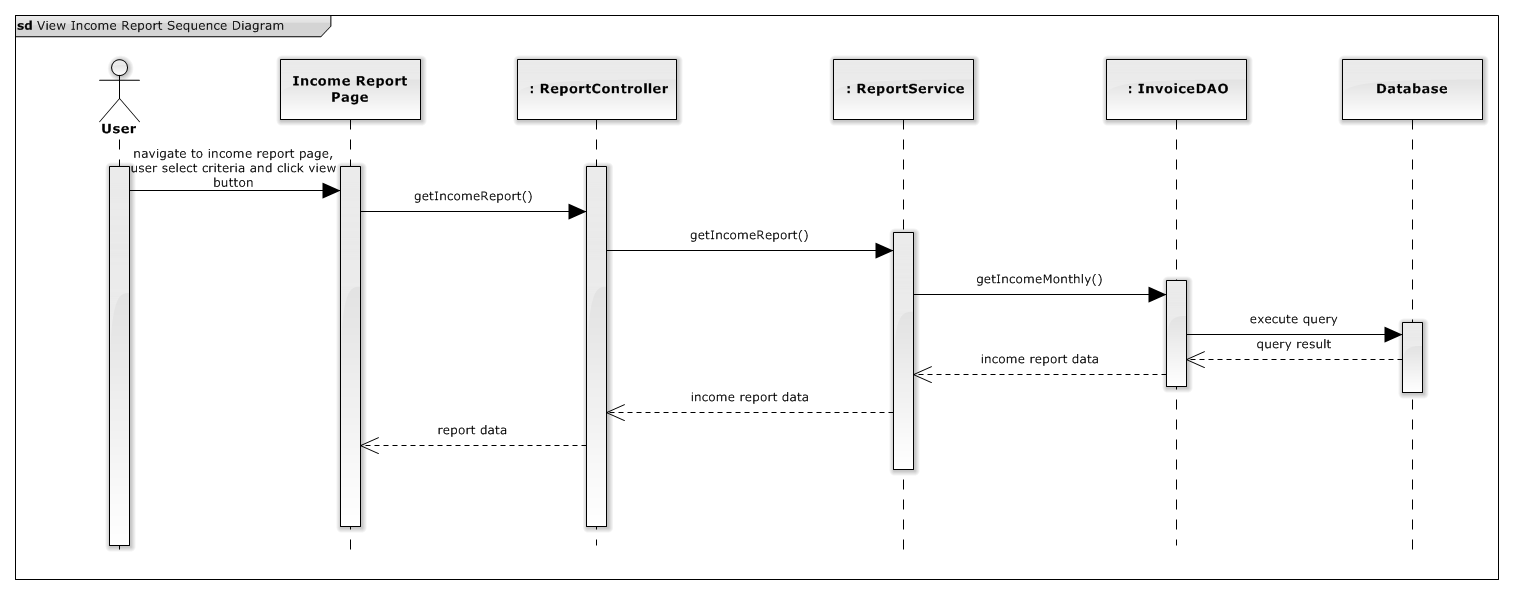 sd View Income Report Sequence Diagram
User
Income Report
Page
: ReportController
: ReportService
: InvoiceDAO
Database
navigate to income report page,
user select criteria and click view
button
getIncomeReport()
getIncomeReport()
getIncomeMonthly()
execute query
query result
income report data
income report data
report data